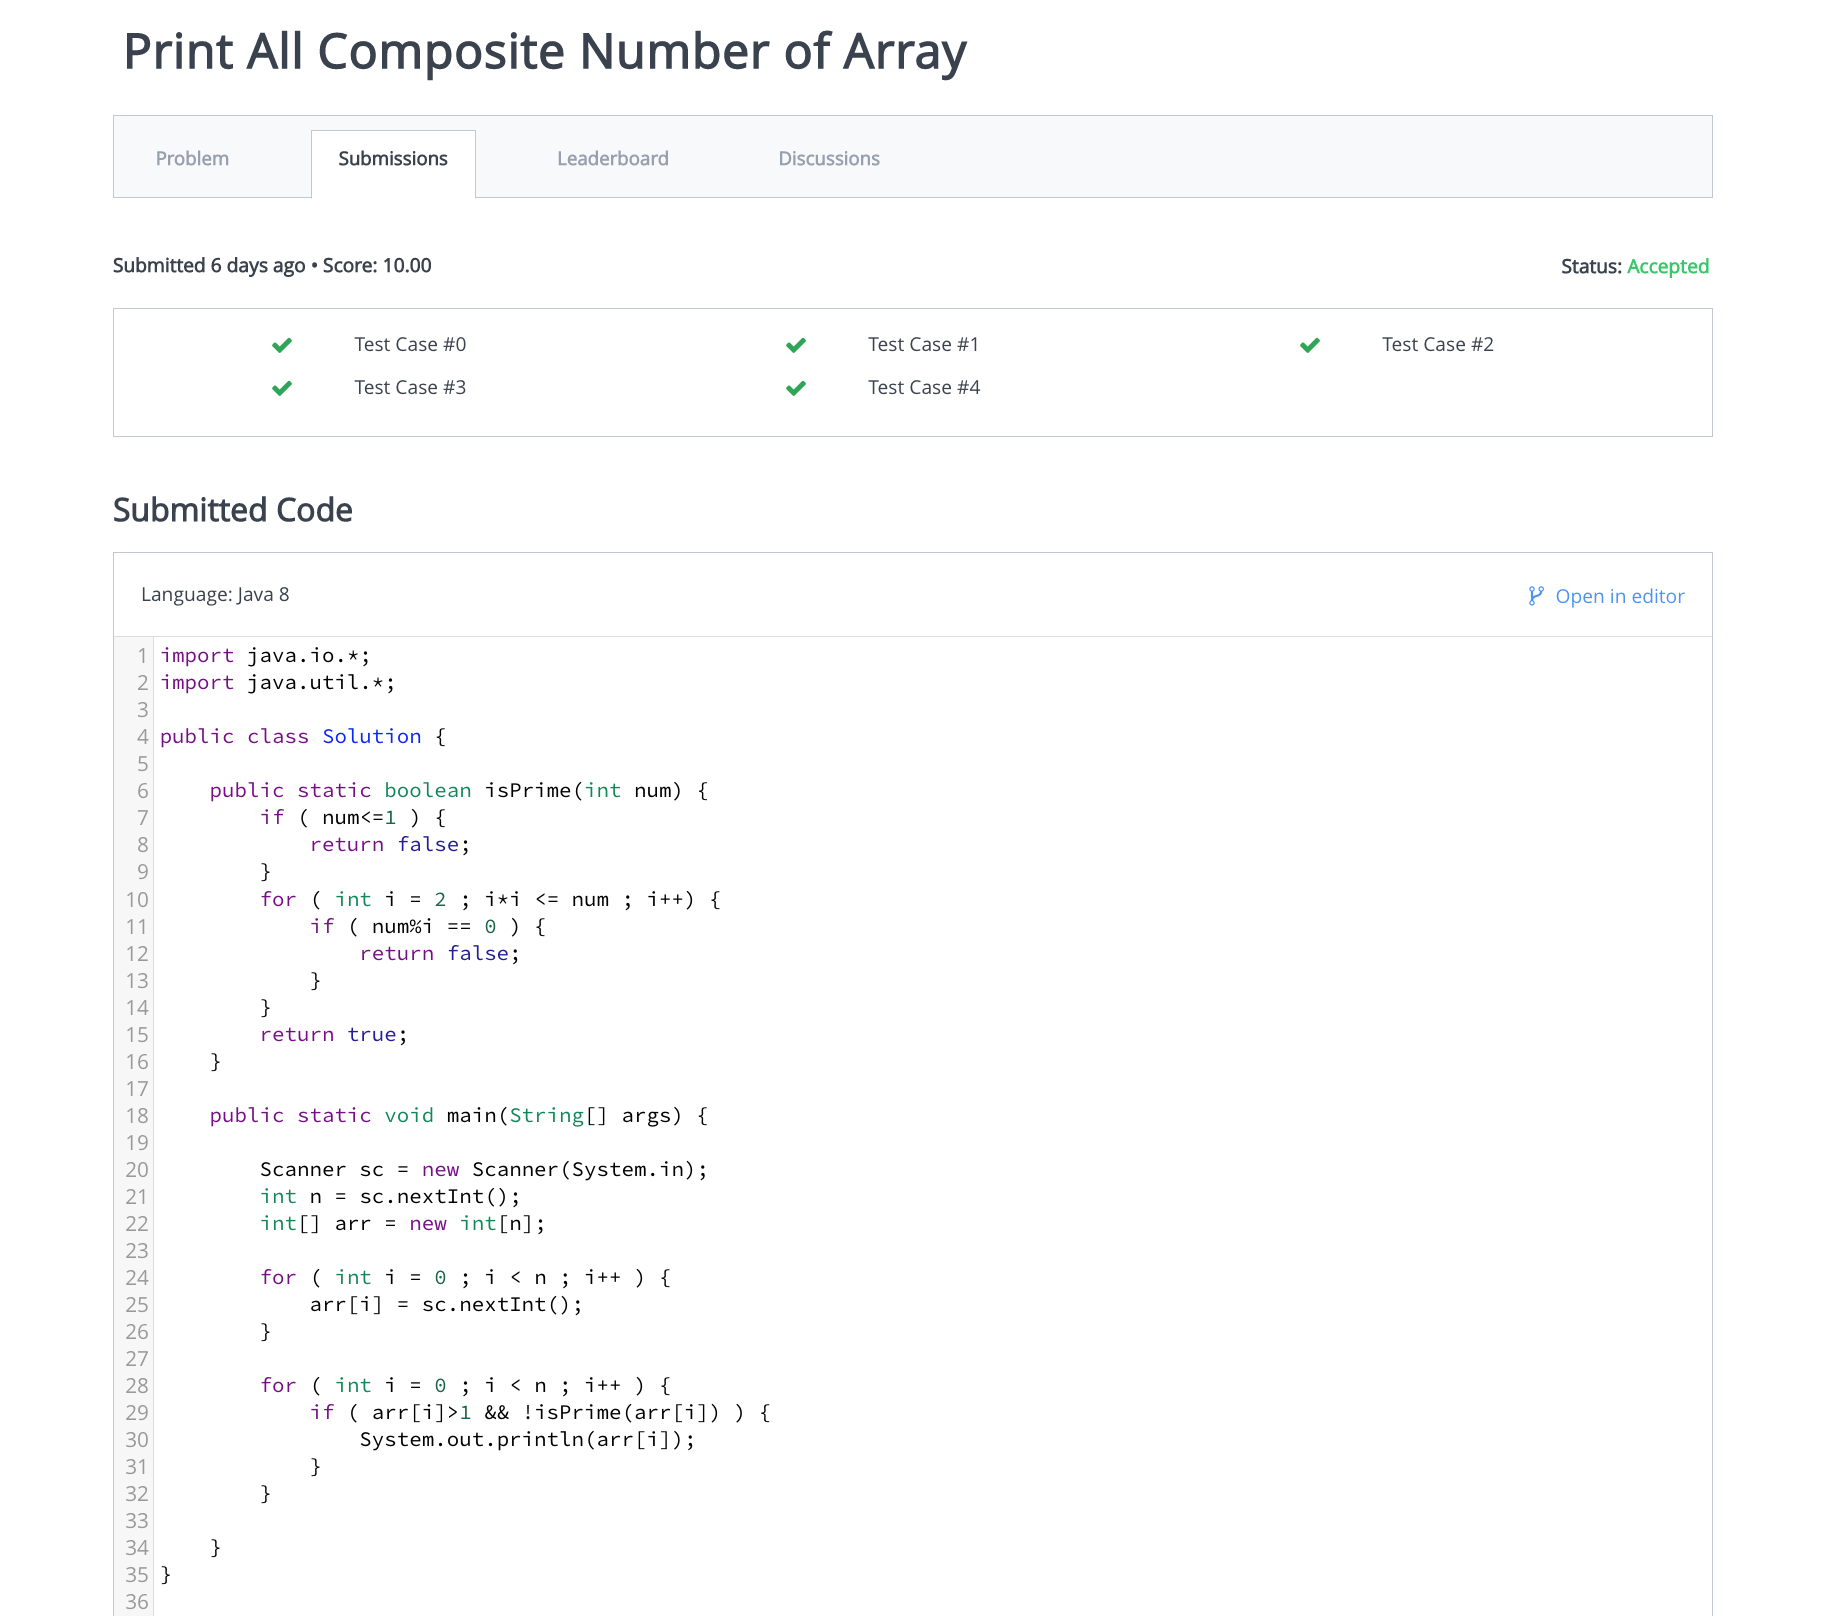 Print All Composite Number of Array
Problem Submissions Leaderboard Discussions
Submitted 6 days ago • Score: 10.00 Status: Accepted
Test Case #0 Test Case #1 Test Case #2
Test Case #3 Test Case #4
Submitted Code
Language: Java 8 Open in editor
1 import java.io.*;
2 import java.util.*;
3
4 public class Solution {
5
6     public static boolean isPrime(int num) {
7         if ( num<=1 ) {
8             return false;
9         }
10         for ( int i = 2 ; i*i <= num ; i++) {
11             if ( num%i == 0 ) {
12                 return false;
13             }
14         }
15         return true;
16     }
17
18     public static void main(String[] args) {
19
20         Scanner sc = new Scanner(System.in);
21         int n = sc.nextInt();
22         int[] arr = new int[n];
23
24         for ( int i = 0 ; i < n ; i++ ) {
25             arr[i] = sc.nextInt();
26         }
27
28         for ( int i = 0 ; i < n ; i++ ) {
29             if ( arr[i]>1 && !isPrime(arr[i]) ) {
30                 System.out.println(arr[i]);
31             }
32         }
33
34     }
35 }
36